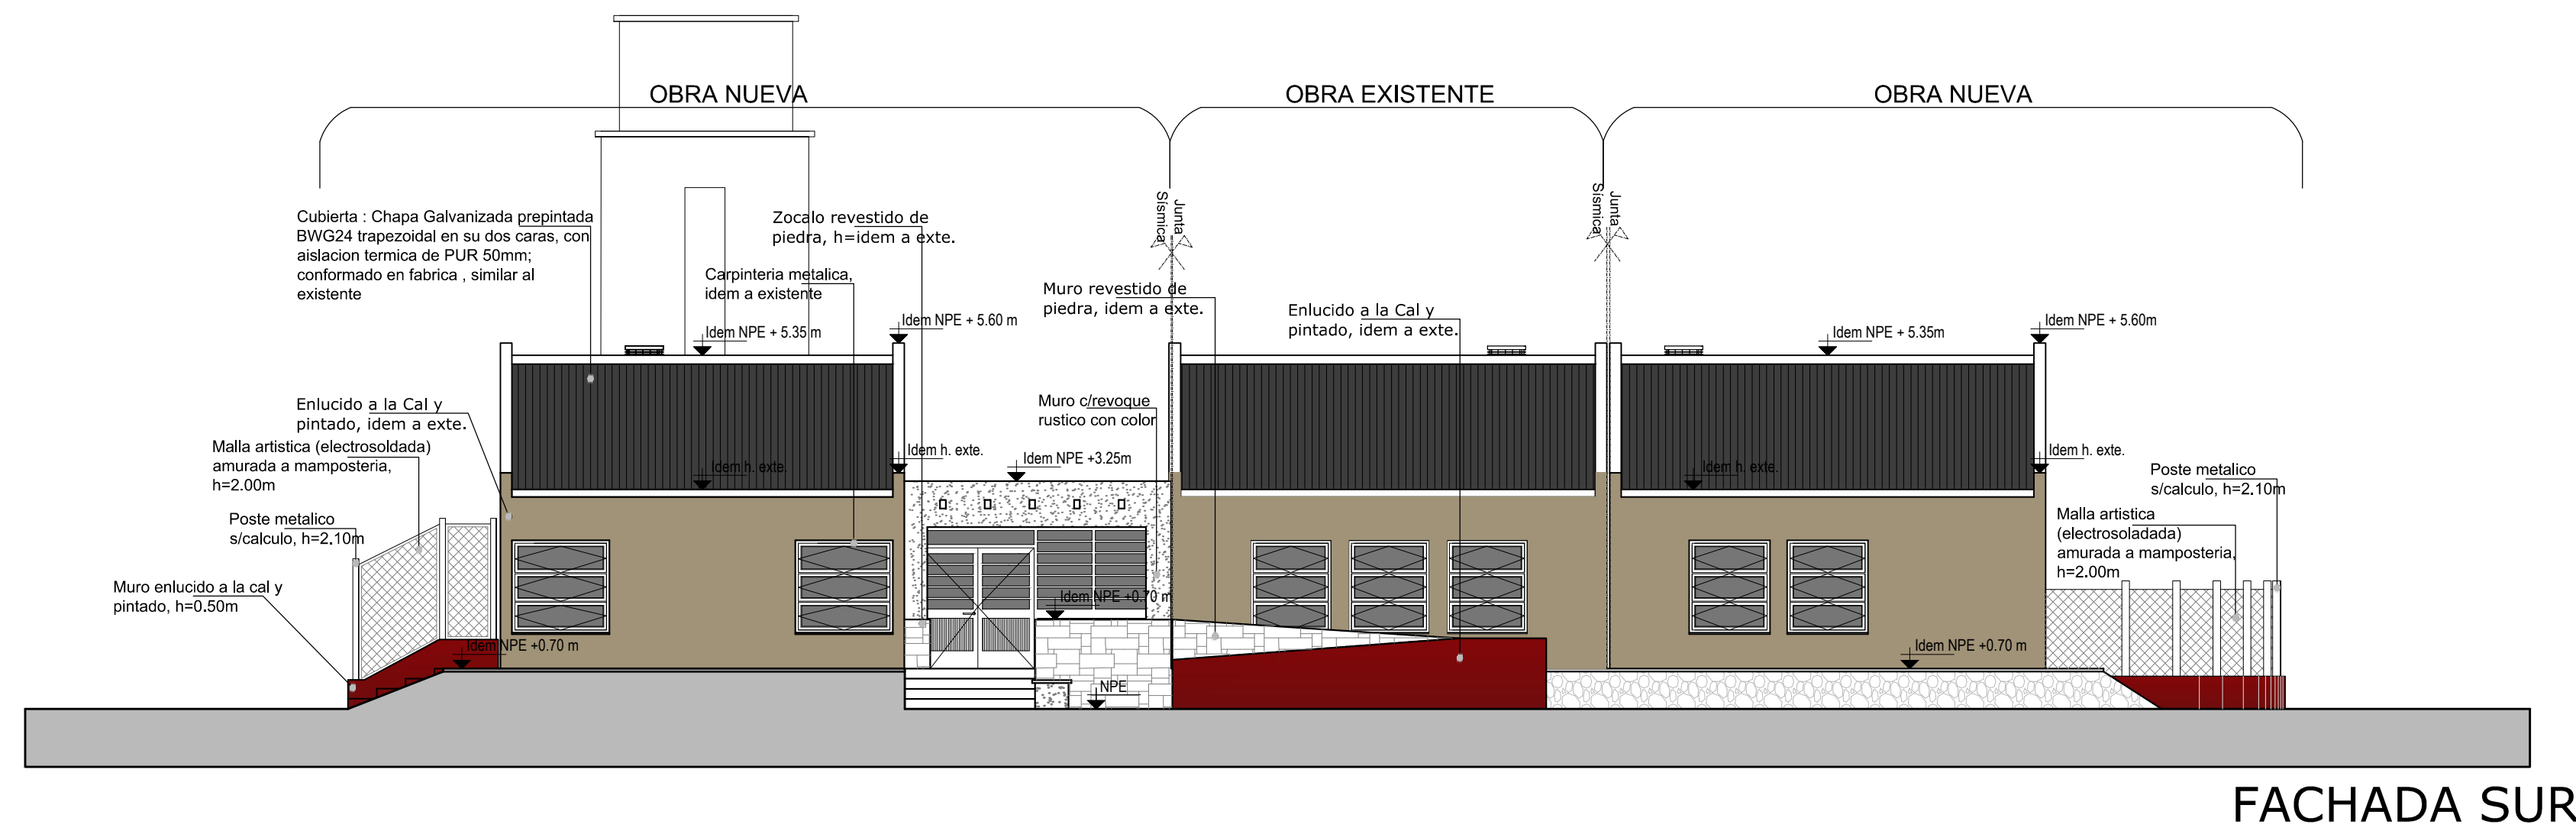 OBRA NUEVA
OBRA EXISTENTE
OBRA NUEVA
Cubierta : Chapa Galvanizada prepintada
BWG24 trapezoidal en su dos caras, con
aislacion termica de PUR 50mm;
conformado en fabrica , similar al
existente
Zocalo revestido de
piedra, h=idem a exte.
Carpinteria metalica,
idem a existente
Junta
Sísmica
Junta
Sísmica
Muro revestido de
piedra, idem a exte.
Enlucido a la Cal y
pintado, idem a exte.
Idem NPE + 5.35 m
Idem NPE + 5.60 m
Idem NPE + 5.35m
Idem NPE + 5.60m
Enlucido a la Cal y
pintado, idem a exte.
Muro c/revoque
rustico con color
Malla artistica (electrosoldada)
amurada a mamposteria,
h=2.00m
Idem h. exte.
Idem h. exte.
Idem NPE +3.25m
Idem h. exte.
Idem h. exte.
Poste metalico
s/calculo, h=2.10m
Poste metalico
s/calculo, h=2.10m
Malla artistica
(electrosoladada)
amurada a mamposteria,
h=2.00m
Muro enlucido a la cal y
pintado, h=0.50m
Idem NPE +0.70 m
Idem NPE +0.70 m
Idem NPE +0.70 m
NPE
FACHADA SUR